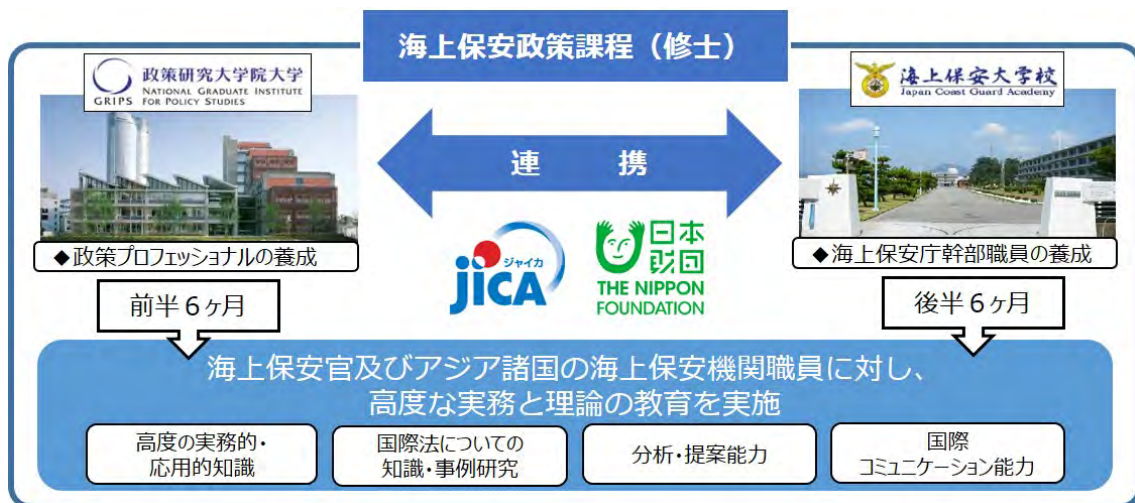 海上保安政策課程（修士）
GRIPS
政策研究大学院大学
NATIONAL GRADUATE INSTITUTE
FOR POLICY STUDIES
海上保安大学校
Japan Coast Guard Academy
連　携
◆政策プロフェッショナルの養成
ジャイカ
JICA
日本
財団
THE NIPPON
FOUNDATION
◆海上保安庁幹部職員の養成
前半６ヶ月
後半６ヶ月
海上保安官及びアジア諸国の海上保安機関職員に対し、
高度な実務と理論の教育を実施
高度の実務的・
応用的知識
国際法についての
知識・事例研究
分析・提案能力
国際
コミュニケーション能力